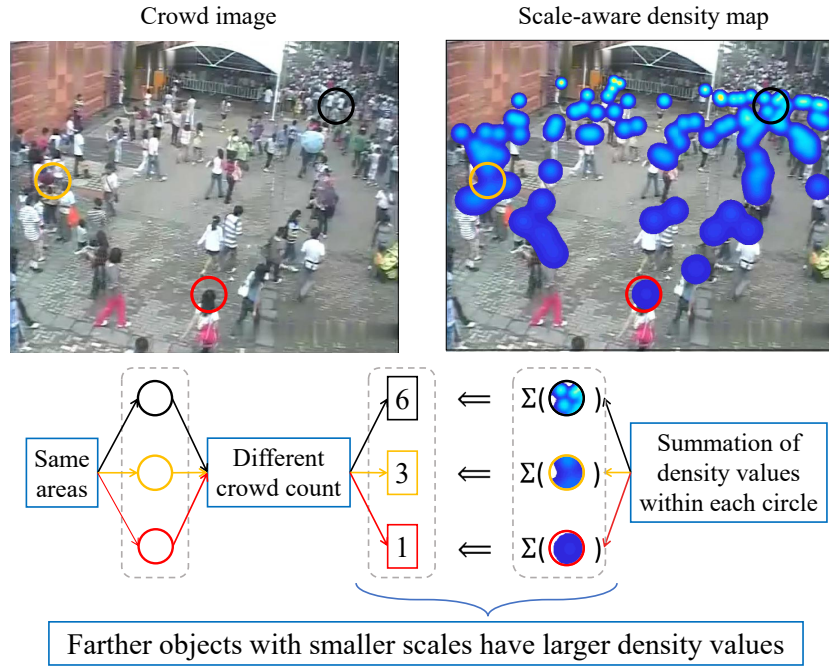 Crowd image
Scale-aware density map
Same
areas
Different
crowd count
6
⇐
Σ( )
3
⇐
Σ( )
1
⇐
Σ( )
Summation of
density values
within each circle
Farther objects with smaller scales have larger density values